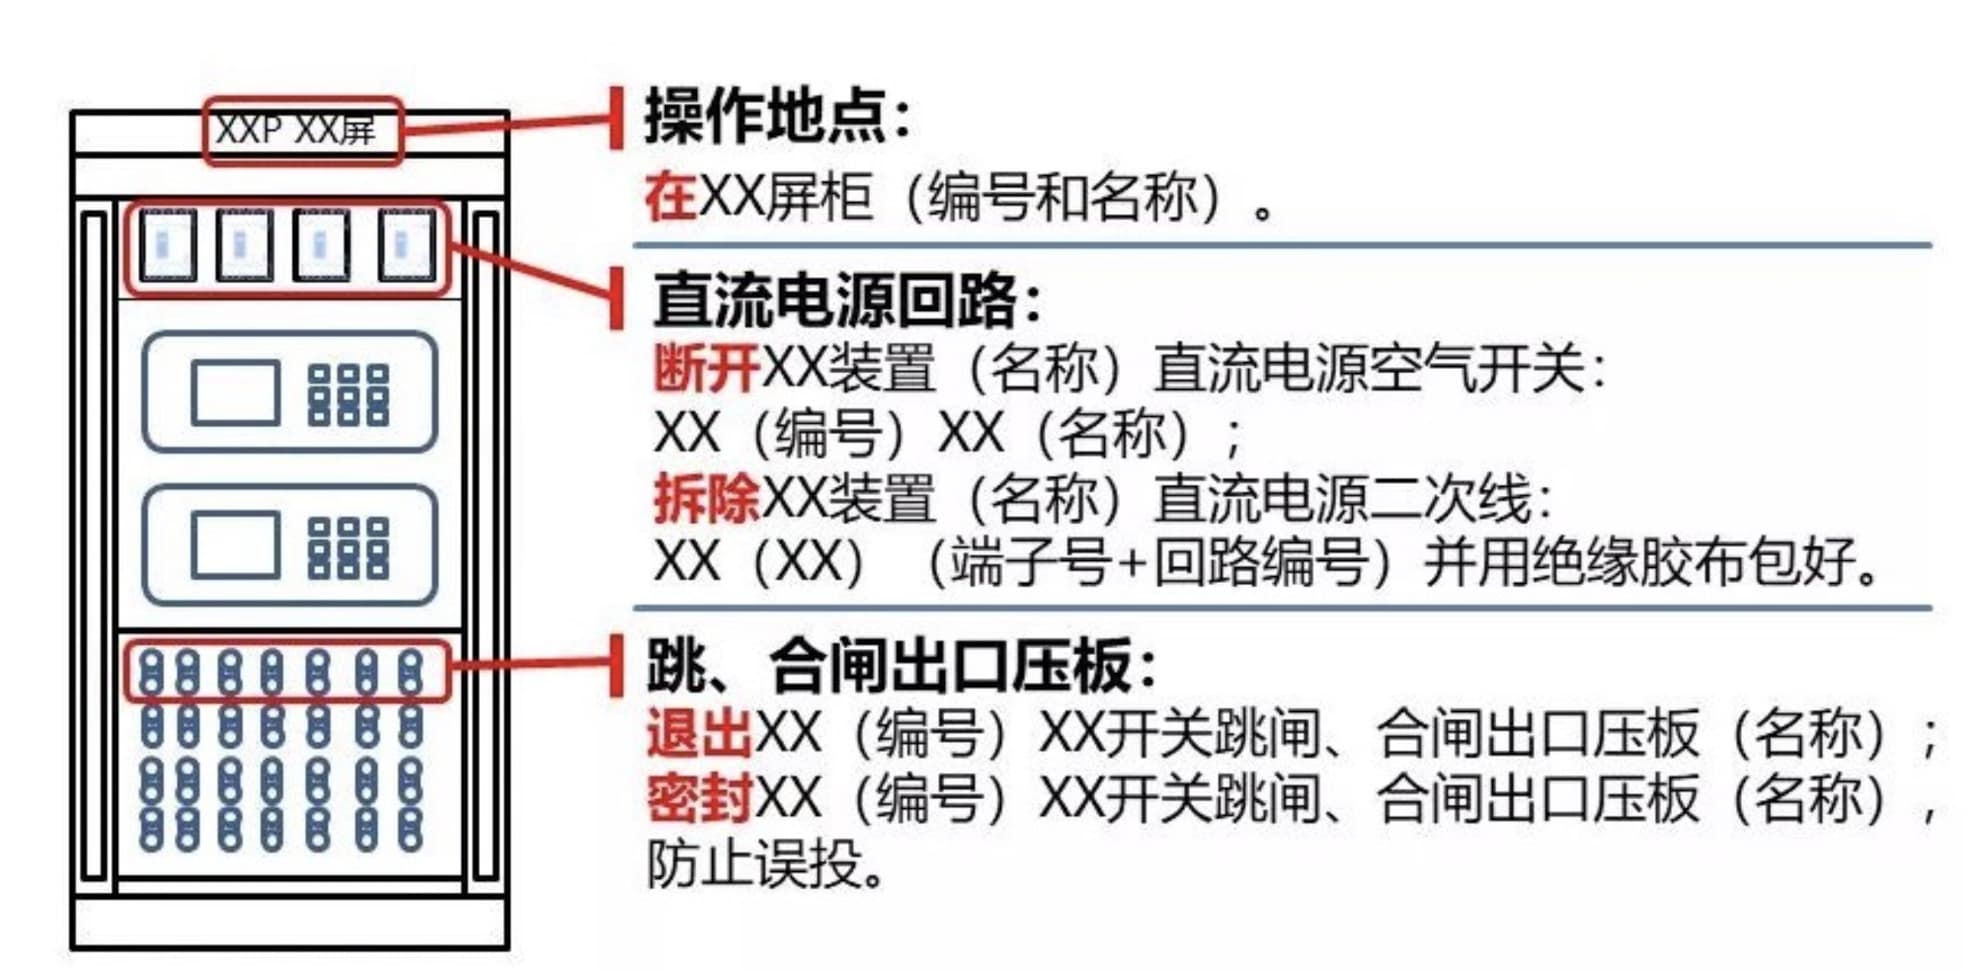 XXP XX屏
操作地点：
在XX屏柜（编号和名称）。
直流电源回路：
断开XX装置（名称）直流电源空气开关：
XX（编号）XX（名称）；
拆除XX装置（名称）直流电源二次线：
XX（XX）（端子号+回路编号）并用绝缘胶布包好。
跳、合闸出口压板：
退出XX（编号）XX开关跳闸、合闸出口压板（名称）；
密封XX（编号）XX开关跳闸、合闸出口压板（名称），
防止误投。